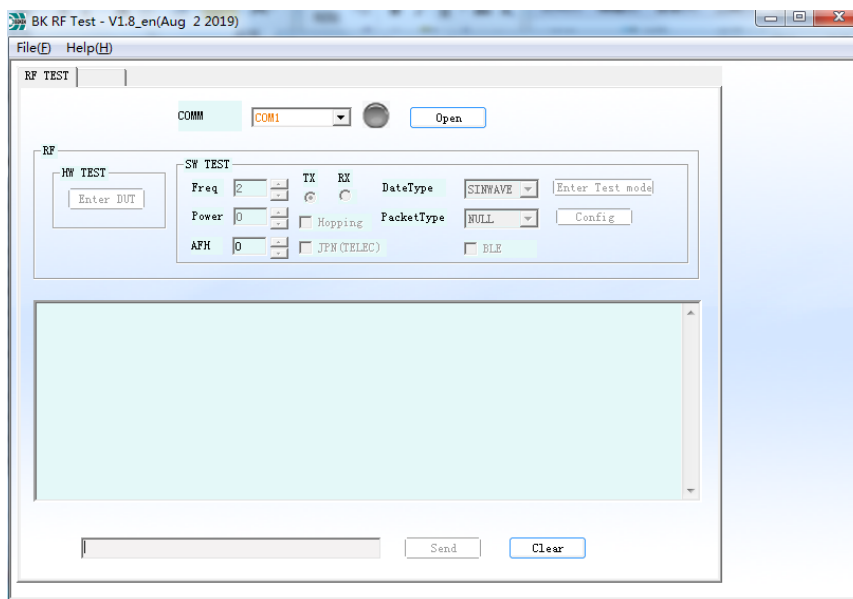 BK RF Test - V1.8_en(Aug 2 2019)
File(F) Help(H)
RF TEST
COMM COM1 Open
RF
HW TEST
Enter DUT
SW TEST
Freq 2 TX RX DateType SINWAVE Enter Test mode
Power 0 Hopping PacketType NULL Config
AFH 0 JPN(TELEC) BLE
Send Clear